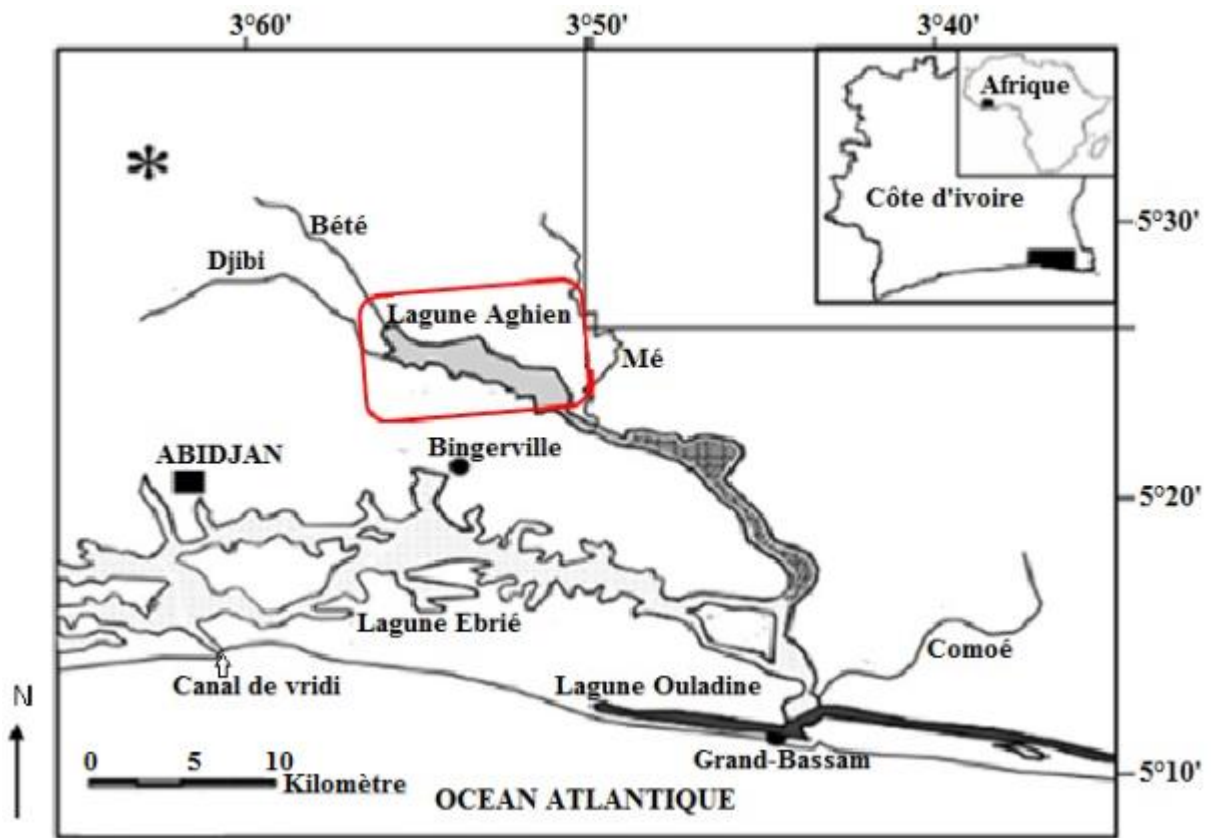 3°60'
3°50'
3°40'
Afrique
Côte d'ivoire
5°30'
Bété
Djibi
Lagune Aghien
Mé
Bingerville
ABIDJAN
5°20'
Lagune Ebrié
Comoé
Canal de vridi
Lagune Ouladine
N
Grand-Bassam
0 5 10
Kilomètre
5°10'
OCEAN ATLANTIQUE